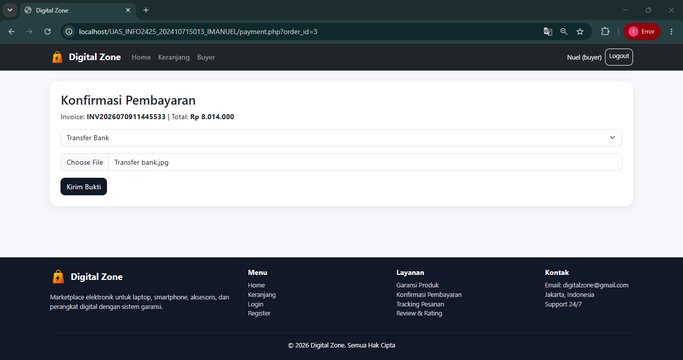 Digital Zone
localhost/UAS_INFO2425_202410715013_IMANUEL/payment.php?order_id=3
Error
Digital Zone Home Keranjang Buyer Nuel (buyer) Logout
Konfirmasi Pembayaran
Invoice: INV2026070911445533 | Total: Rp 8.014.000
Transfer Bank
Choose File Transfer bank.jpg
Kirim Bukti
Digital Zone
Marketplace elektronik untuk laptop, smartphone, aksesoris, dan
perangkat digital dengan sistem garansi.
Menu
Home
Keranjang
Login
Register
Layanan
Garansi Produk
Konfirmasi Pembayaran
Tracking Pesanan
Review & Rating
Kontak
Email: digitalzone@gmail.com
Jakarta, Indonesia
Support 24/7
© 2026 Digital Zone. Semua Hak Cipta